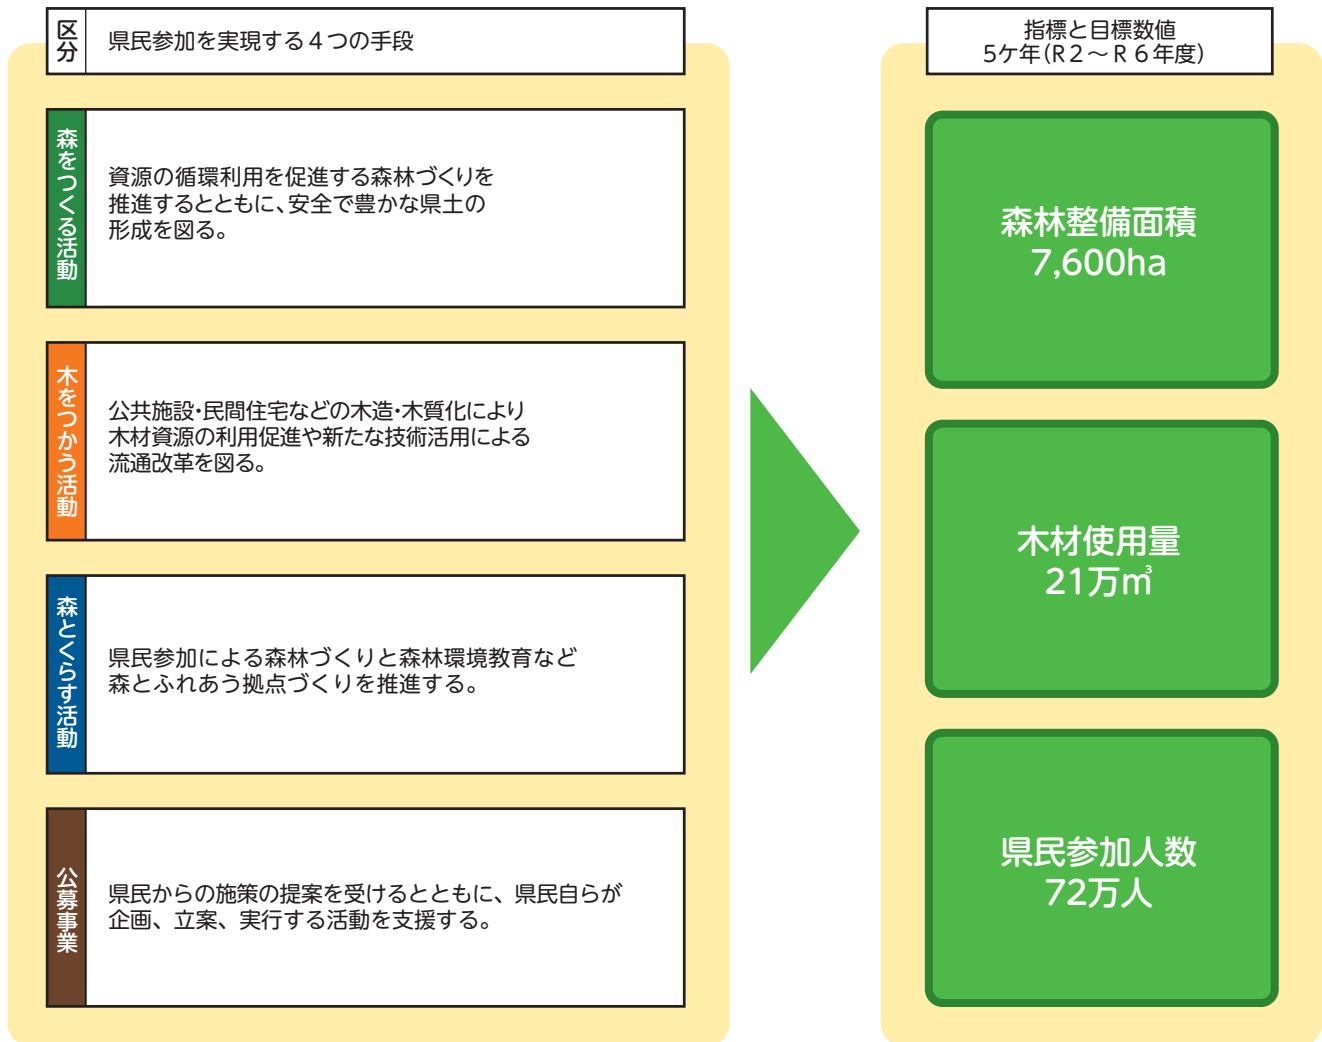 区分
県民参加を実現する４つの手段
森をつくる活動
資源の循環利用を促進する森林づくりを
推進するとともに、安全で豊かな県土の
形成を図る。
木をつかう活動
公共施設・民間住宅などの木造・木質化により
木材資源の利用促進や新たな技術活用による
流通改革を図る。
森とくらす活動
県民参加による森林づくりと森林環境教育など
森とふれあう拠点づくりを推進する。
公募事業
県民からの施策の提案を受けるとともに、県民自らが
企画、立案、実行する活動を支援する。
指標と目標数値
5ケ年(R２～R６年度)
森林整備面積
7,600ha
木材使用量
21万㎥
県民参加人数
72万人